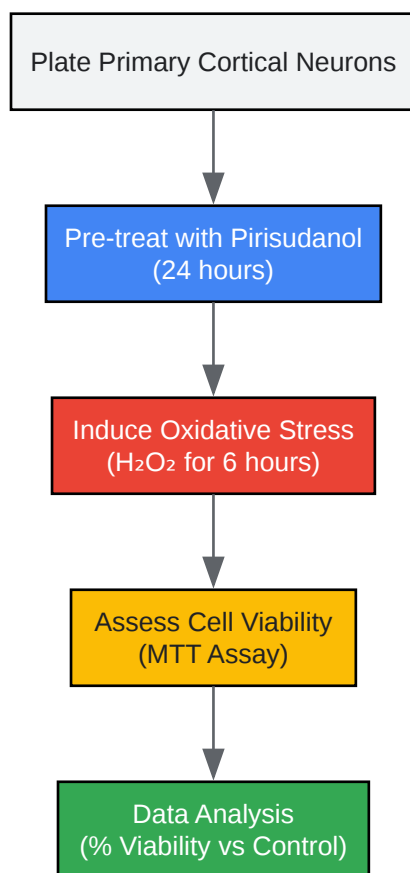 Plate Primary Cortical Neurons
Pre-treat with Pirisudanol
(24 hours)
Induce Oxidative Stress
(H₂O₂ for 6 hours)
Assess Cell Viability
(MTT Assay)
Data Analysis
(% Viability vs Control)